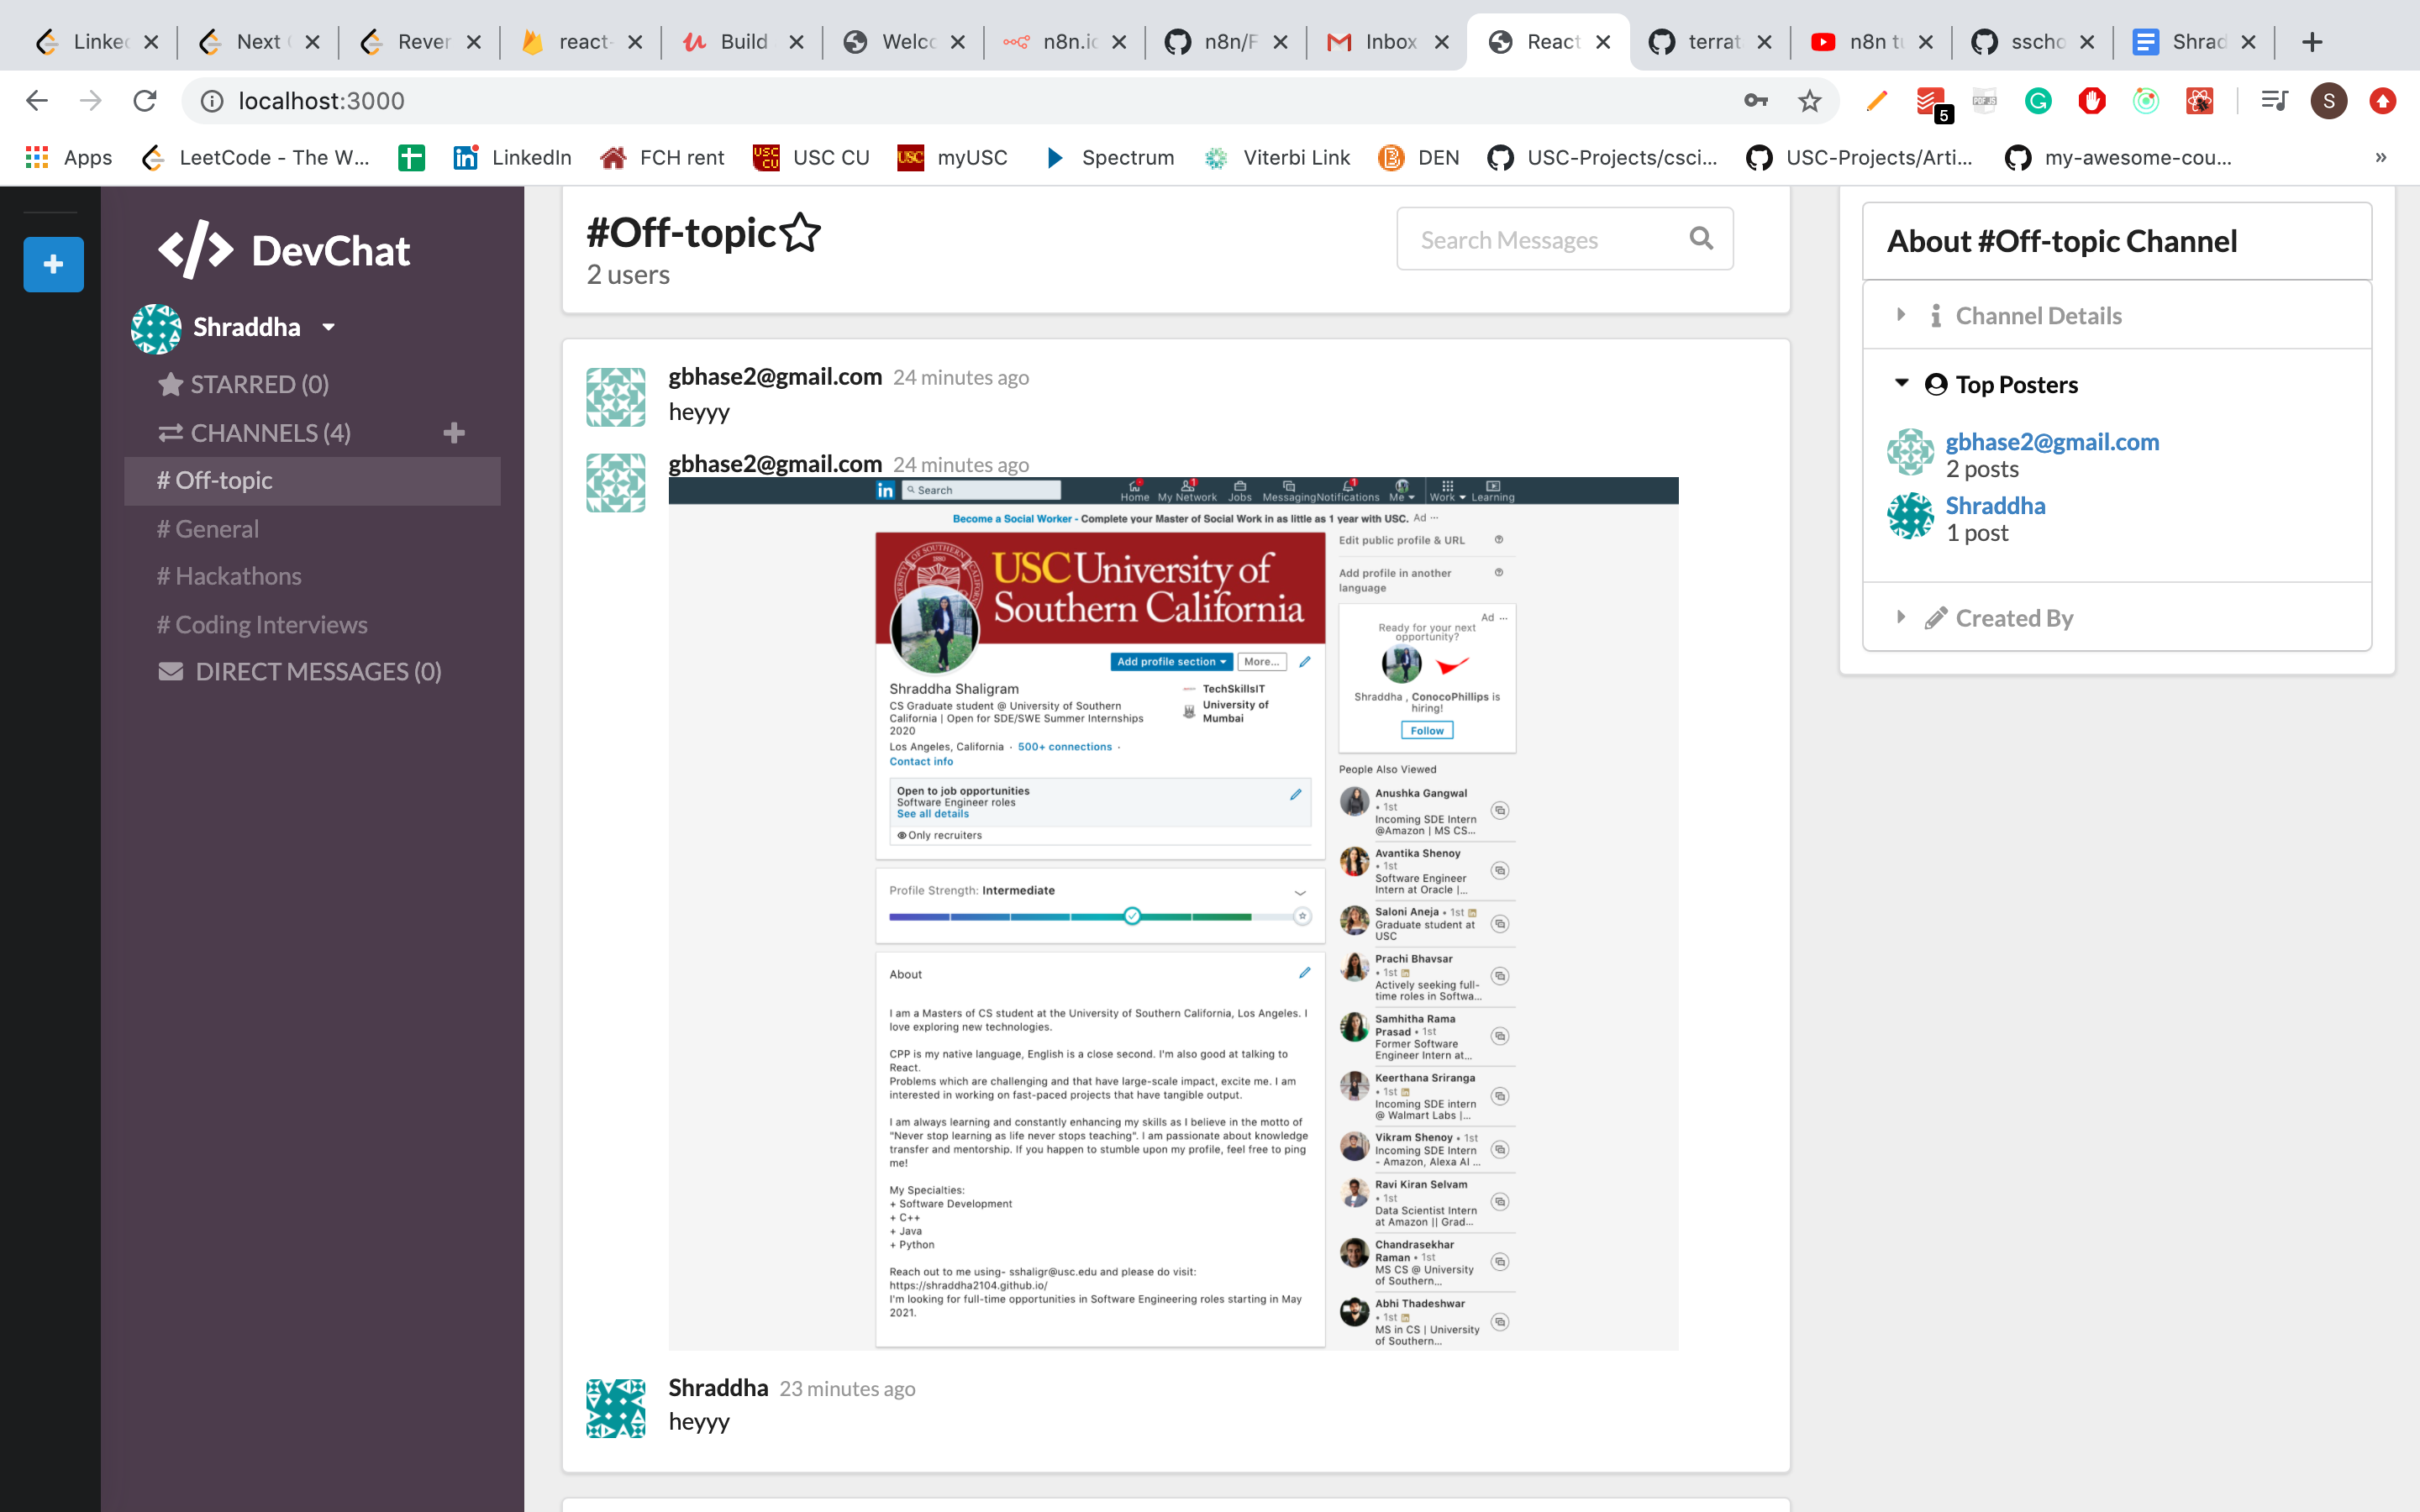 Linke
Next
Rever
react-
Build
Welc
n8n.i
n8n/F
Inbox
React
terrat
n8n t
sscho
Shrad
localhost:3000
5
S
Apps
LeetCode - The W...
LinkedIn
FCH rent
USC CU
USC CU
USC
myUSC
Spectrum
Viterbi Link
DEN
USC-Projects/csci...
USC-Projects/Arti...
my-awesome-cou...
»
DevChat
Shraddha
STARRED (0)
CHANNELS (4)
# Off-topic
# General
# Hackathons
# Coding Interviews
DIRECT MESSAGES (0)
#Off-topic
2 users
Search Messages
gbhase2@gmail.com 24 minutes ago
heyyy
gbhase2@gmail.com 24 minutes ago
in Search
Home My Network Jobs Messaging Notifications Me Work Learning
Become a Social Worker - Complete your Master of Social Work in as little as 1 year with USC. Ad ···
USC University of
Southern California
Add profile section More...
Shraddha Shaligram
CS Graduate student @ University of Southern
California | Open for SDE/SWE Summer Internships
2020
Los Angeles, California · 500+ connections ·
Contact info
TechSkillsIT
University of
Mumbai
Open to job opportunities
Software Engineer roles
See all details
Only recruiters
Profile Strength: Intermediate
About
I am a Masters of CS student at the University of Southern California, Los Angeles. I
love exploring new technologies.
CPP is my native language, English is a close second. I'm also good at talking to
React.
Problems which are challenging and that have large-scale impact, excite me. I am
interested in working on fast-paced projects that have tangible output.
I am always learning and constantly enhancing my skills as I believe in the motto of
"Never stop learning as life never stops teaching". I am passionate about knowledge
transfer and mentorship. If you happen to stumble upon my profile, feel free to ping
me!
My Specialties:
+ Software Development
+ C++
+ Java
+ Python
Reach out to me using- sshaligr@usc.edu and please do visit:
https://shraddha2104.github.io/
I'm looking for full-time opportunities in Software Engineering roles starting in May
2021.
Edit public profile & URL
Add profile in another
language
Ad ···
Ready for your next
opportunity?
Shraddha , ConocoPhillips is
hiring!
Follow
People Also Viewed
Anushka Gangwal
• 1st
Incoming SDE Intern
@Amazon | MS CS...
Avantika Shenoy
• 1st
Software Engineer
Intern at Oracle |...
Saloni Aneja • 1st
Graduate student at
USC
Prachi Bhavsar
• 1st
Actively seeking full-
time roles in Softwa...
Samhitha Rama
Prasad • 1st
Former Software
Engineer Intern at...
Keerthana Sriranga
• 1st
Incoming SDE intern
@ Walmart Labs |...
Vikram Shenoy • 1st
Incoming SDE Intern
- Amazon, Alexa AI ...
Ravi Kiran Selvam
• 1st
Data Scientist Intern
at Amazon || Grad...
Chandrasekhar
Raman • 1st
MS CS @ University
of Southern...
Abhi Thadeshwar
• 1st
MS in CS | University
of Southern...
Shraddha 23 minutes ago
heyyy
About #Off-topic Channel
Channel Details
Top Posters
gbhase2@gmail.com
2 posts
Shraddha
1 post
Created By